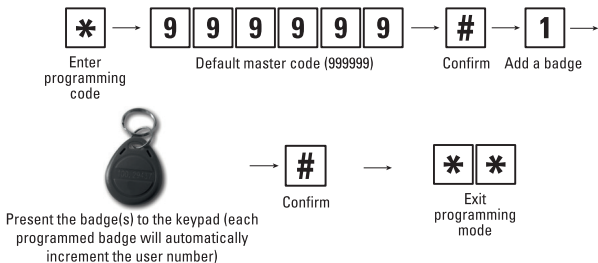 * 9 9 9 9 9 9 # 1
Enter programming code
Default master code (999999)
Confirm
Add a badge
# * *
Present the badge(s) to the keypad (each
programmed badge will automatically
increment the user number)
Confirm
Exit
programming
mode